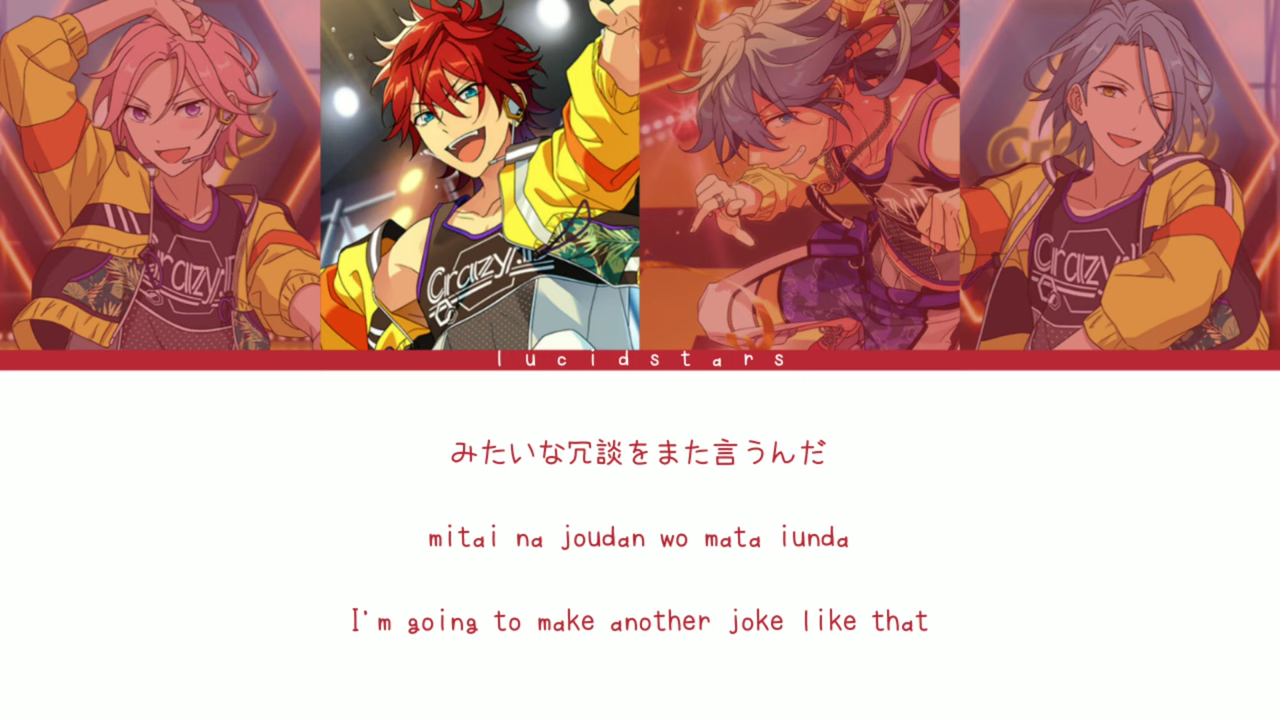 Crazy:
Crazy:B
Crazy:
lucidstars
みたいな冗談をまた言うんだ
mitai na joudan wo mata iunda
I'm going to make another joke like that